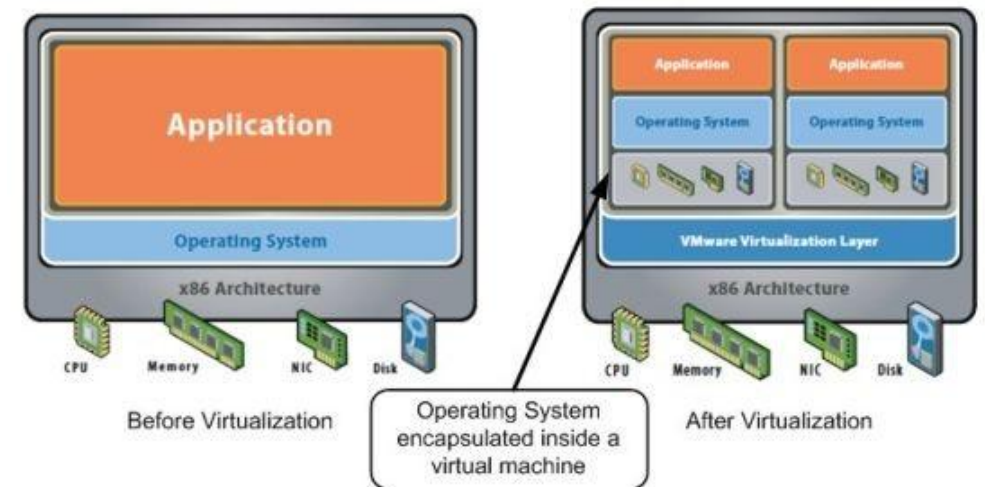 Application
Operating System
x86 Architecture
CPU
Memory
NIC
Disk
Before Virtualization
Application
Application
Operating System
Operating System
VMware Virtualization Layer
x86 Architecture
CPU
Memory
NIC
Disk
After Virtualization
Operating System
encapsulated inside a
virtual machine